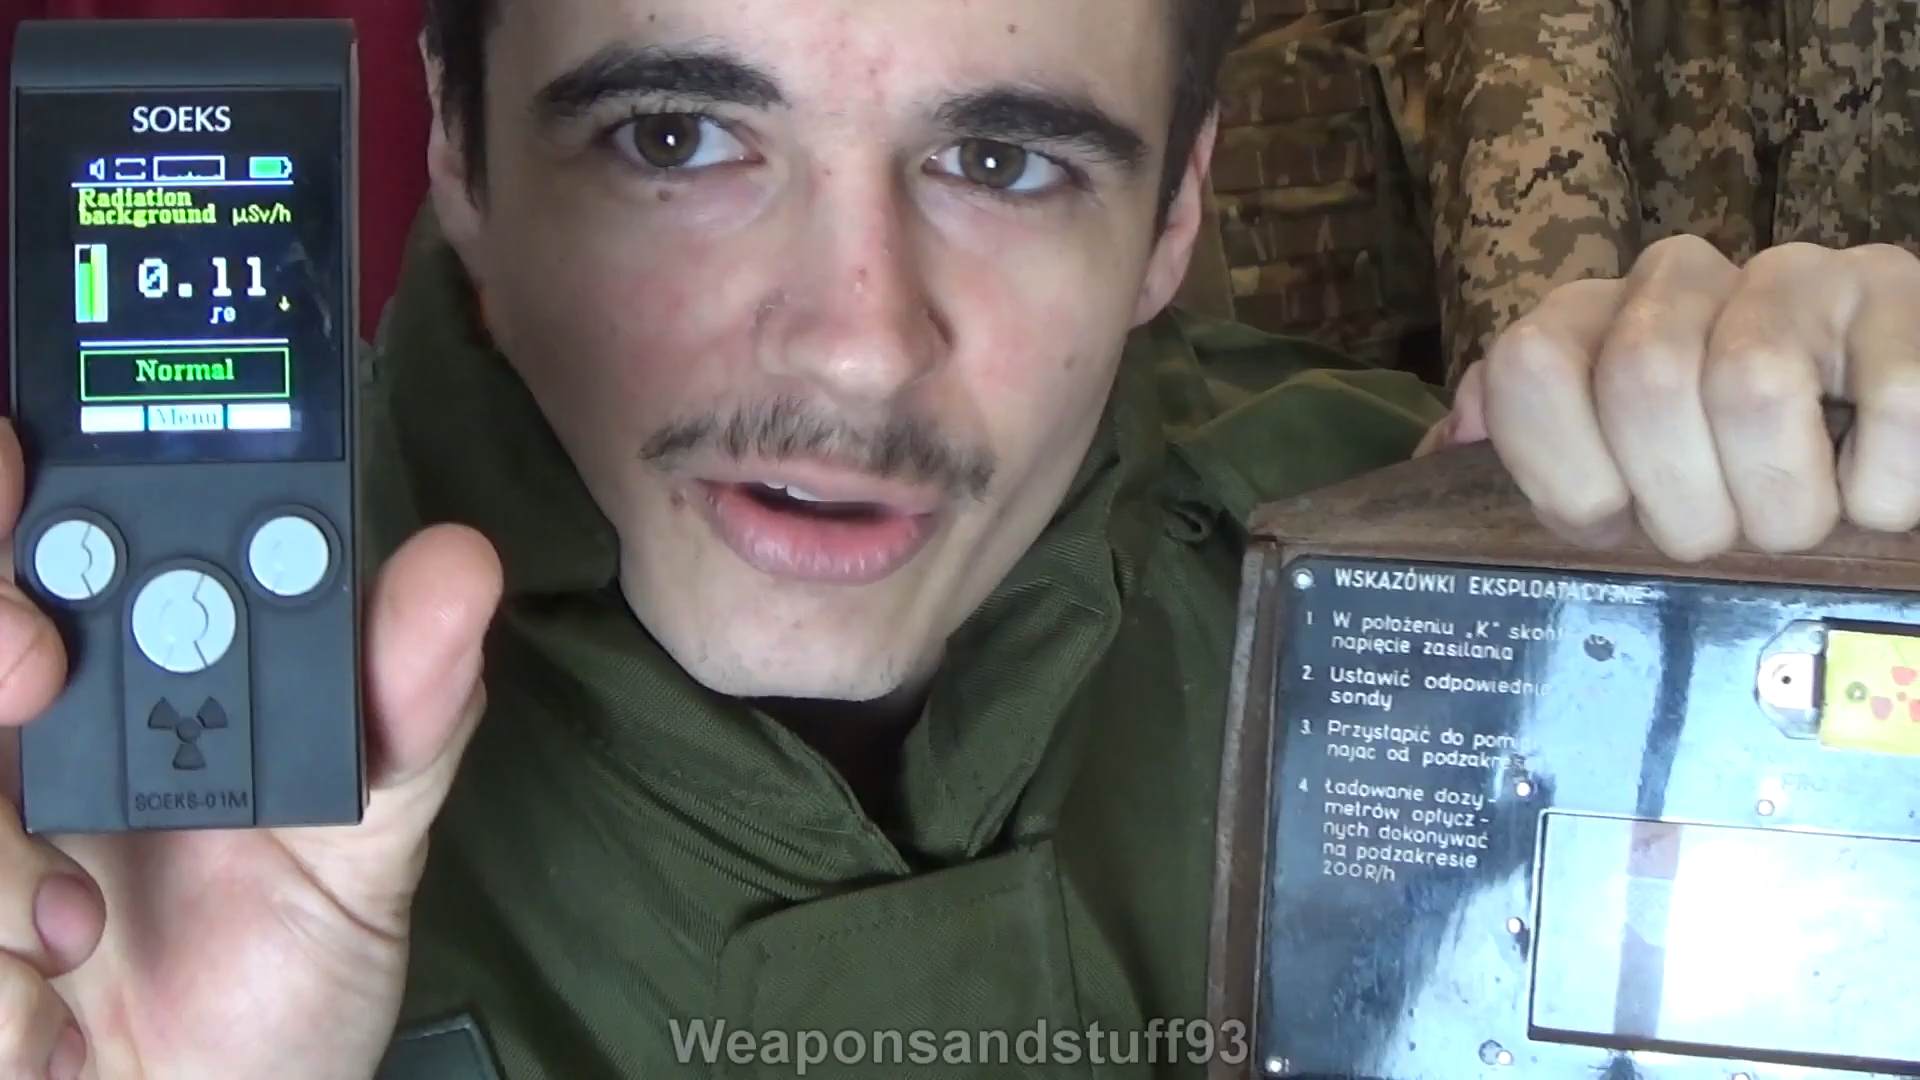 SOEKS
Radiation
background µSv/h
0.11
Normal
Menu
SOEKS-01M
WSKAZÓWKI EKSPLOATACYJNE
1 W położeniu „K"
napięcie zasilania
2 Ustawić
sondy
3. Przystąpić do
nając od
4 Ładowanie dozy-
metrów optycz-
nych dokonywać
na podzakresie
200R/h
Weaponsandstuff93